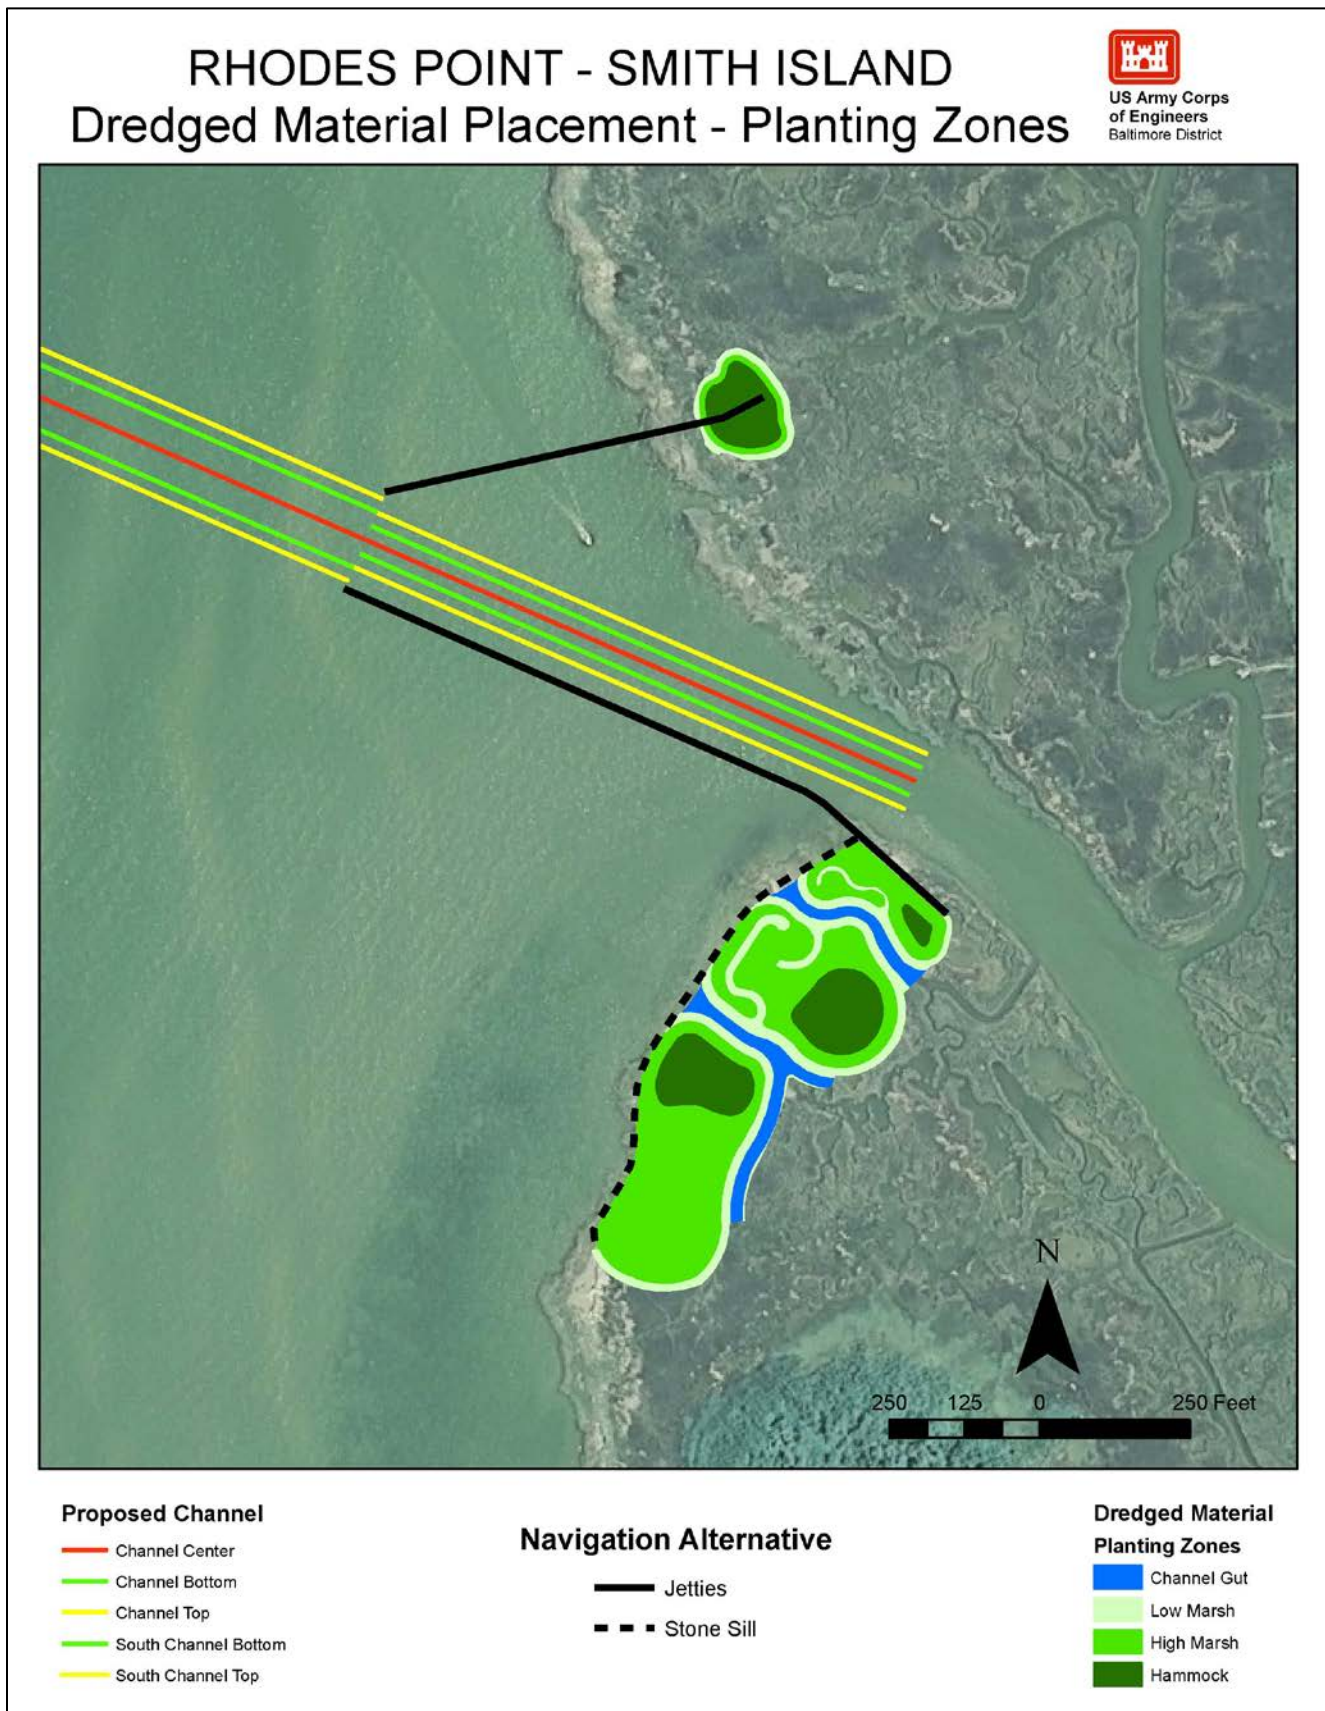 RHODES POINT - SMITH ISLAND
Dredged Material Placement - Planting Zones
US Army Corps
of Engineers
Baltimore District
N
250 125 0 250 Feet
Proposed Channel
Channel Center
Channel Bottom
Channel Top
South Channel Bottom
South Channel Top
Navigation Alternative
Jetties
Stone Sill
Dredged Material
Planting Zones
Channel Gut
Low Marsh
High Marsh
Hammock